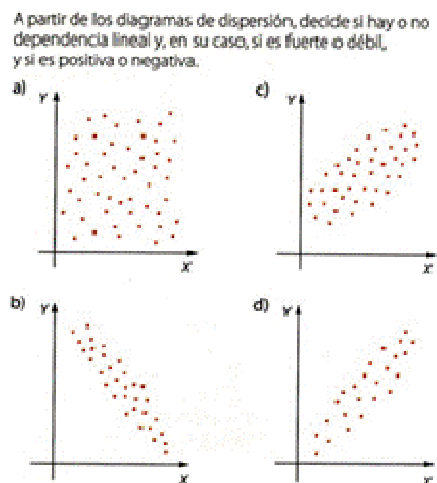 A partir de los diagramas de dispersión, decide si hay o no
dependencia lineal y, en su caso, si es fuerte o débil,
y si es positiva o negativa.
a)
Y
X
c)
Y
X
b)
Y
X
d)
Y
X